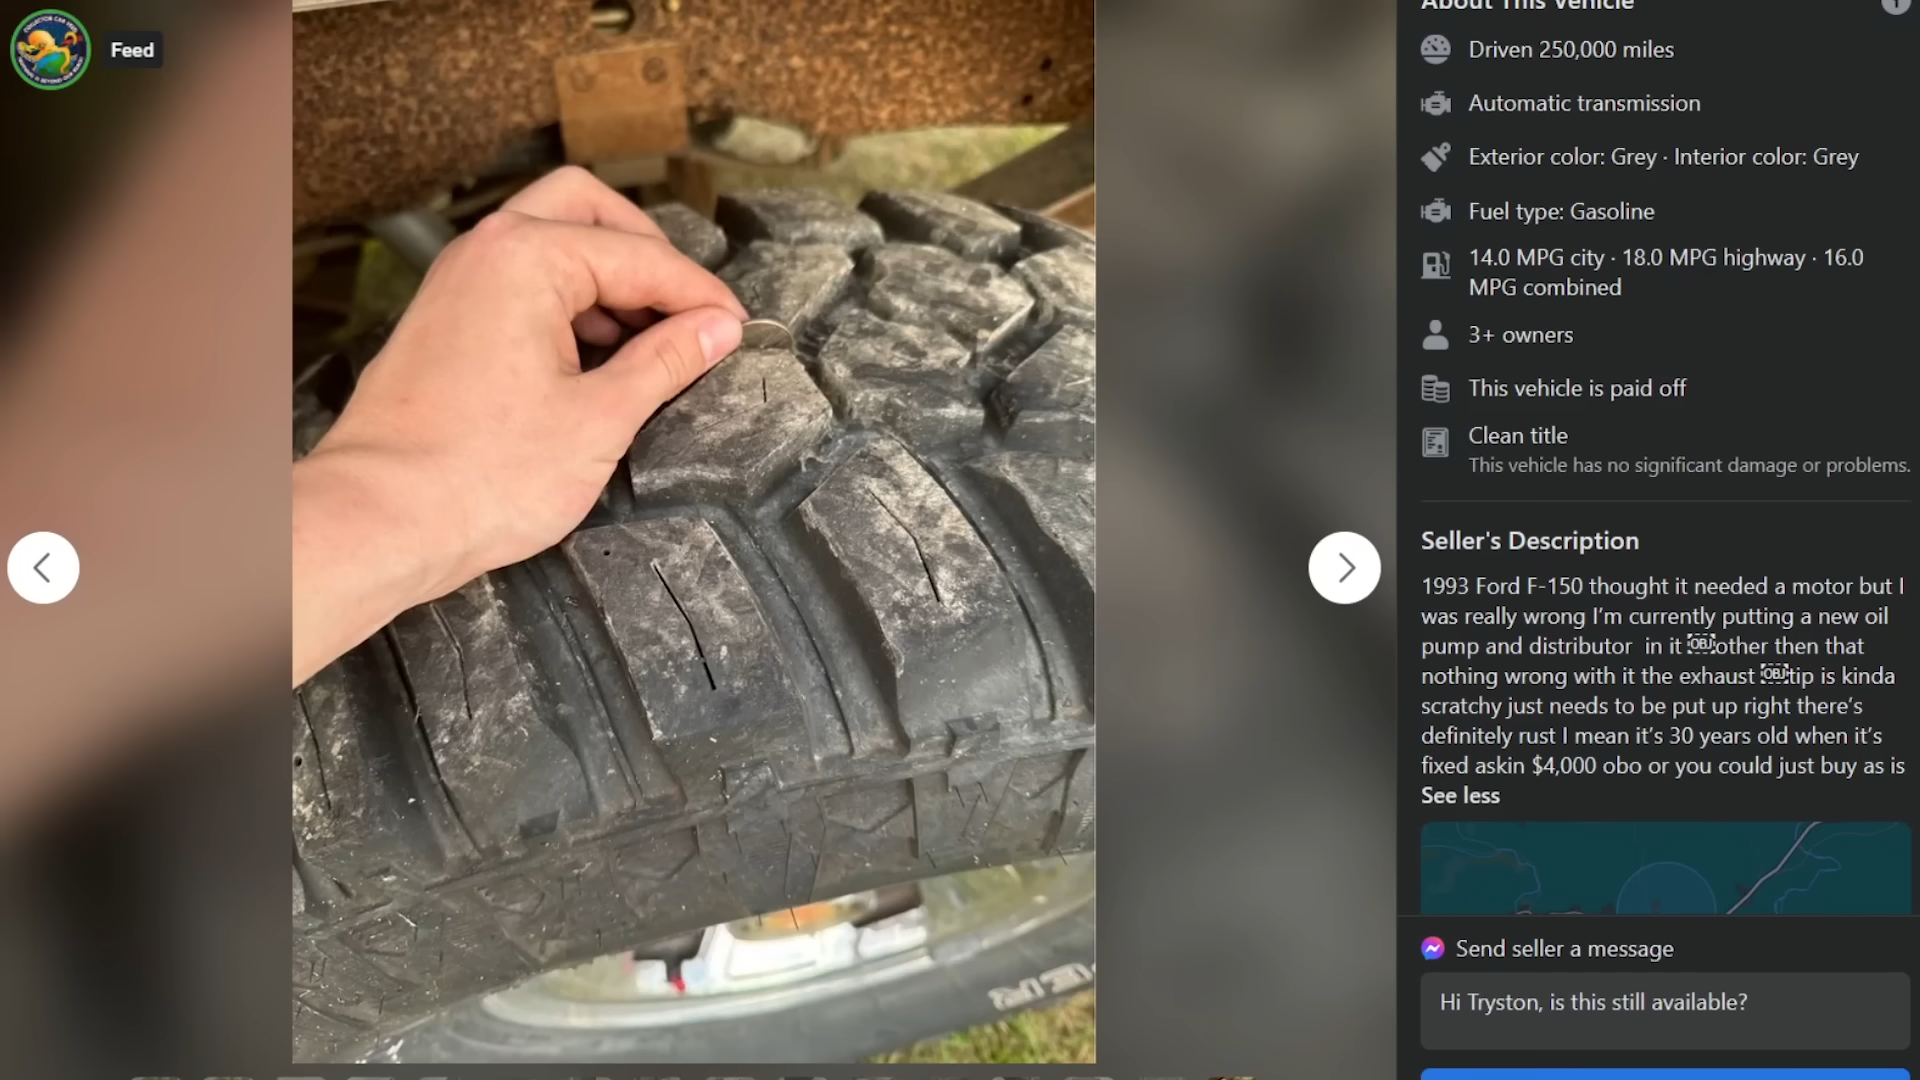 Feed
About This Vehicle
Driven 250,000 miles
Automatic transmission
Exterior color: Grey · Interior color: Grey
Fuel type: Gasoline
14.0 MPG city · 18.0 MPG highway · 16.0
MPG combined
3+ owners
This vehicle is paid off
Clean title
This vehicle has no significant damage or problems.
Seller's Description
1993 Ford F-150 thought it needed a motor but I
was really wrong I’m currently putting a new oil
pump and distributor  in it OBJ other then that
nothing wrong with it the exhaust OBJ tip is kinda
scratchy just needs to be put up right there’s
definitely rust I mean it’s 30 years old when it’s
fixed askin $4,000 obo or you could just buy as is
See less
Send seller a message
Hi Tryston, is this still available?